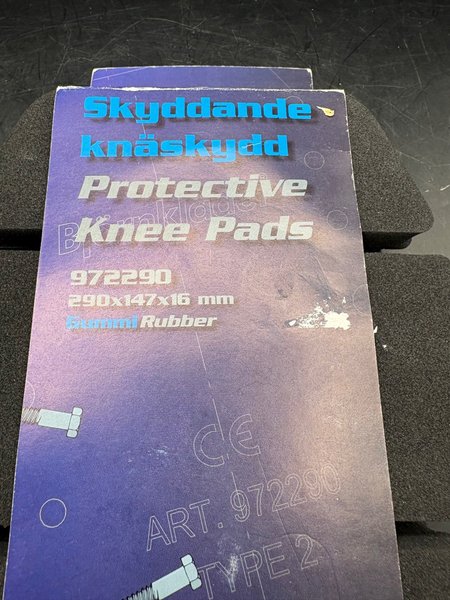 Skyddande
knäskydd
Protective
Knee Pads
972290
290x147x16 mm
Gummi Rubber
CE
ART. 972290
TYPE 2